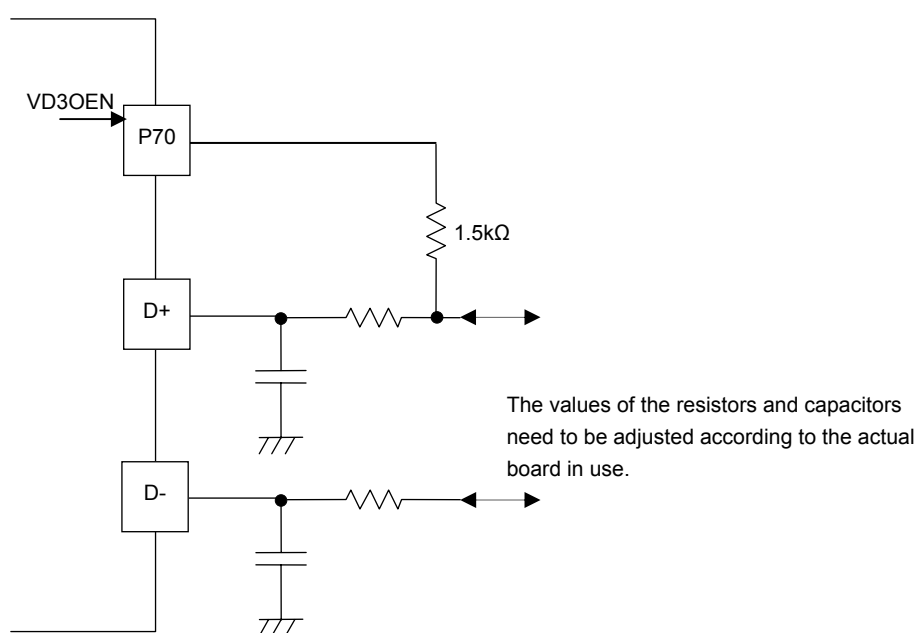 VD3OEN
P70
1.5kΩ
D+
The values of the resistors and capacitors
need to be adjusted according to the actual
board in use.
D-